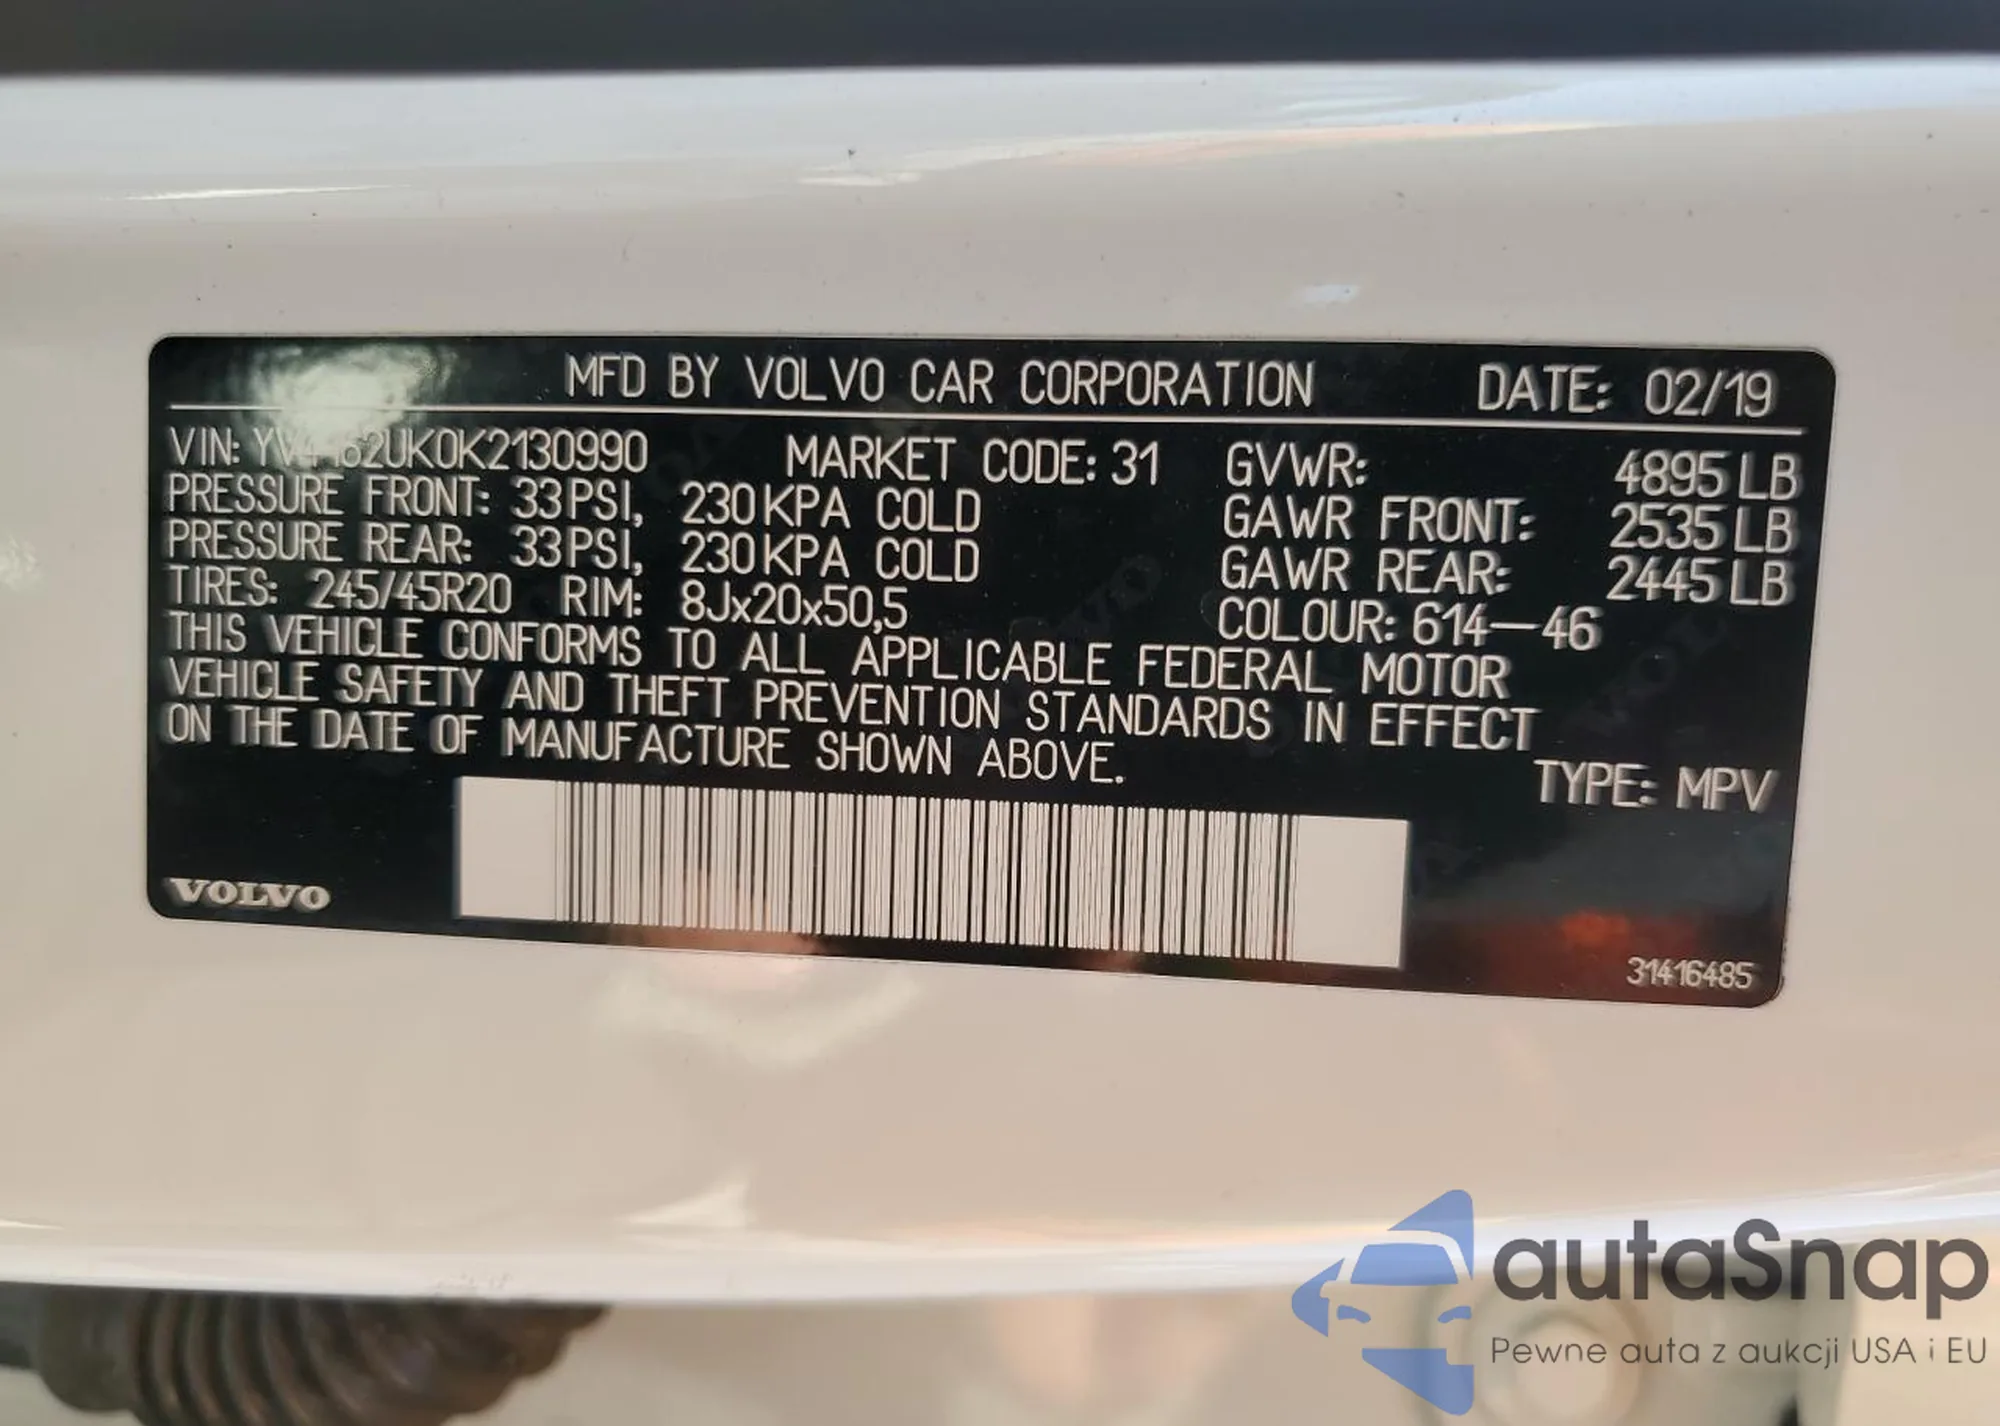 MFD BY VOLVO CAR CORPORATION DATE: 02/19
VIN: MARKET CODE: 31 GVWR: 4895 LB
PRESSURE FRONT: 33 PSI, 230 KPA COLD GAWR FRONT: 2535 LB
PRESSURE REAR: 33 PSI, 230 KPA COLD GAWR REAR: 2445 LB
TIRES: 245/45R20 RIM: 8Jx20x50,5 COLOUR: 614-46
THIS VEHICLE CONFORMS TO ALL APPLICABLE FEDERAL MOTOR
VEHICLE SAFETY AND THEFT PREVENTION STANDARDS IN EFFECT
ON THE DATE OF MANUFACTURE SHOWN ABOVE.
TYPE: MPV
VOLVO
31416485
autaSnap
Pewne auta z aukcji USA i EU